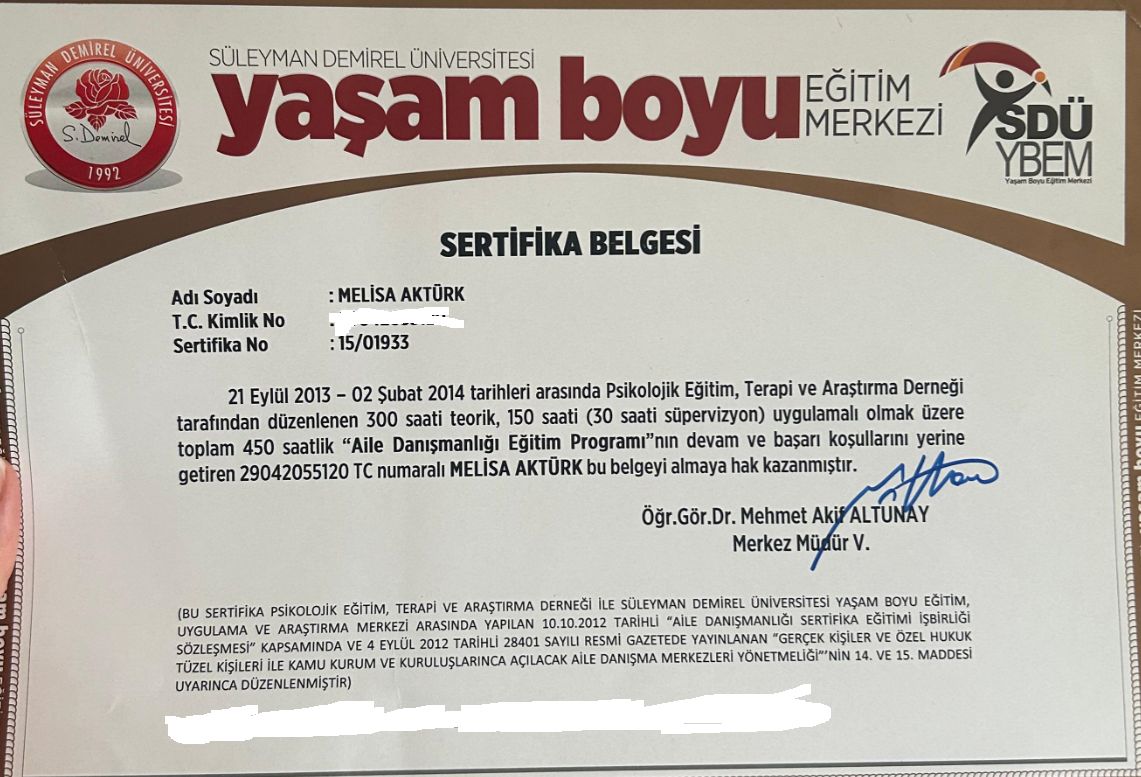 SÜLEYMAN DEMİREL ÜNİVERSİTESİ
S. Demirel
1992
SÜLEYMAN DEMİREL ÜNİVERSİTESİ
yaşam boyu EĞİTİM
MERKEZİ
SDÜ
YBEM
Yaşam Boyu Eğitim Merkezi
SERTİFİKA BELGESİ
Adı Soyadı : MELİSA AKTÜRK
T.C. Kimlik No :
Sertifika No : 15/01933
21 Eylül 2013 – 02 Şubat 2014 tarihleri arasında Psikolojik Eğitim, Terapi ve Araştırma Derneği
tarafından düzenlenen 300 saati teorik, 150 saati (30 saati süpervizyon) uygulamalı olmak üzere
toplam 450 saatlik “Aile Danışmanlığı Eğitim Programı”nın devam ve başarı koşullarını yerine
getiren 29042055120 TC numaralı MELİSA AKTÜRK bu belgeyi almaya hak kazanmıştır.
Öğr.Gör.Dr. Mehmet Akif ALTUNAY
Merkez Müdür V.
(BU SERTİFİKA PSİKOLOJİK EĞİTİM, TERAPİ VE ARAŞTIRMA DERNEĞİ İLE SÜLEYMAN DEMİREL ÜNİVERSİTESİ YAŞAM BOYU EĞİTİM,
UYGULAMA VE ARAŞTIRMA MERKEZİ ARASINDA YAPILAN 10.10.2012 TARİHLİ “AİLE DANIŞMANLIĞI SERTİFİKA EĞİTİMİ İŞBİRLİĞİ
SÖZLEŞMESİ” KAPSAMINDA VE 4 EYLÜL 2012 TARİHLİ 28401 SAYILI RESMİ GAZETEDE YAYINLANAN “GERÇEK KİŞİLER VE ÖZEL HUKUK
TÜZEL KİŞİLERİ İLE KAMU KURUM VE KURULUŞLARINCA AÇILACAK AİLE DANIŞMA MERKEZLERİ YÖNETMELİĞİ”’NİN 14. VE 15. MADDESİ
UYARINCA DÜZENLENMİŞTİR)